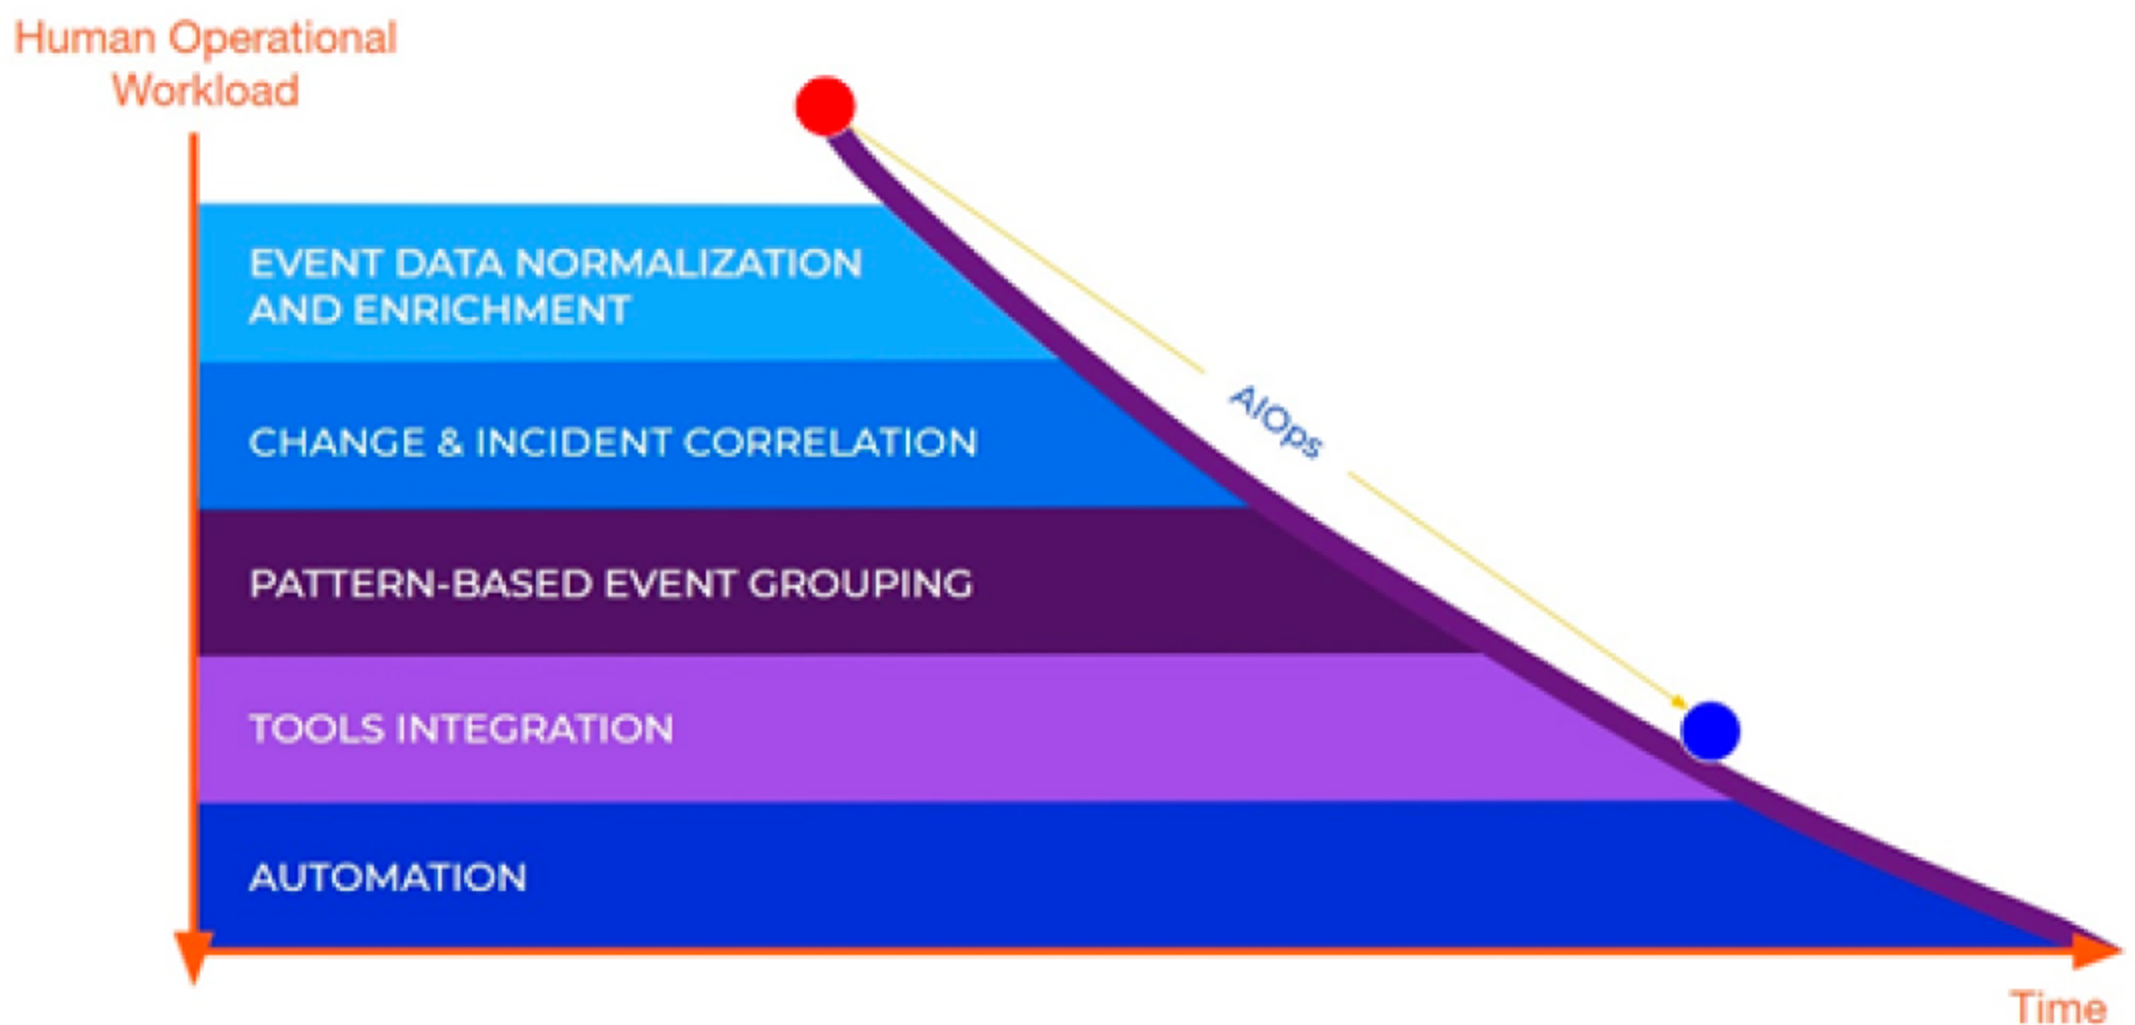 Human Operational
Workload
EVENT DATA NORMALIZATION
AND ENRICHMENT
CHANGE & INCIDENT CORRELATION
AIOps
PATTERN-BASED EVENT GROUPING
TOOLS INTEGRATION
AUTOMATION
Time